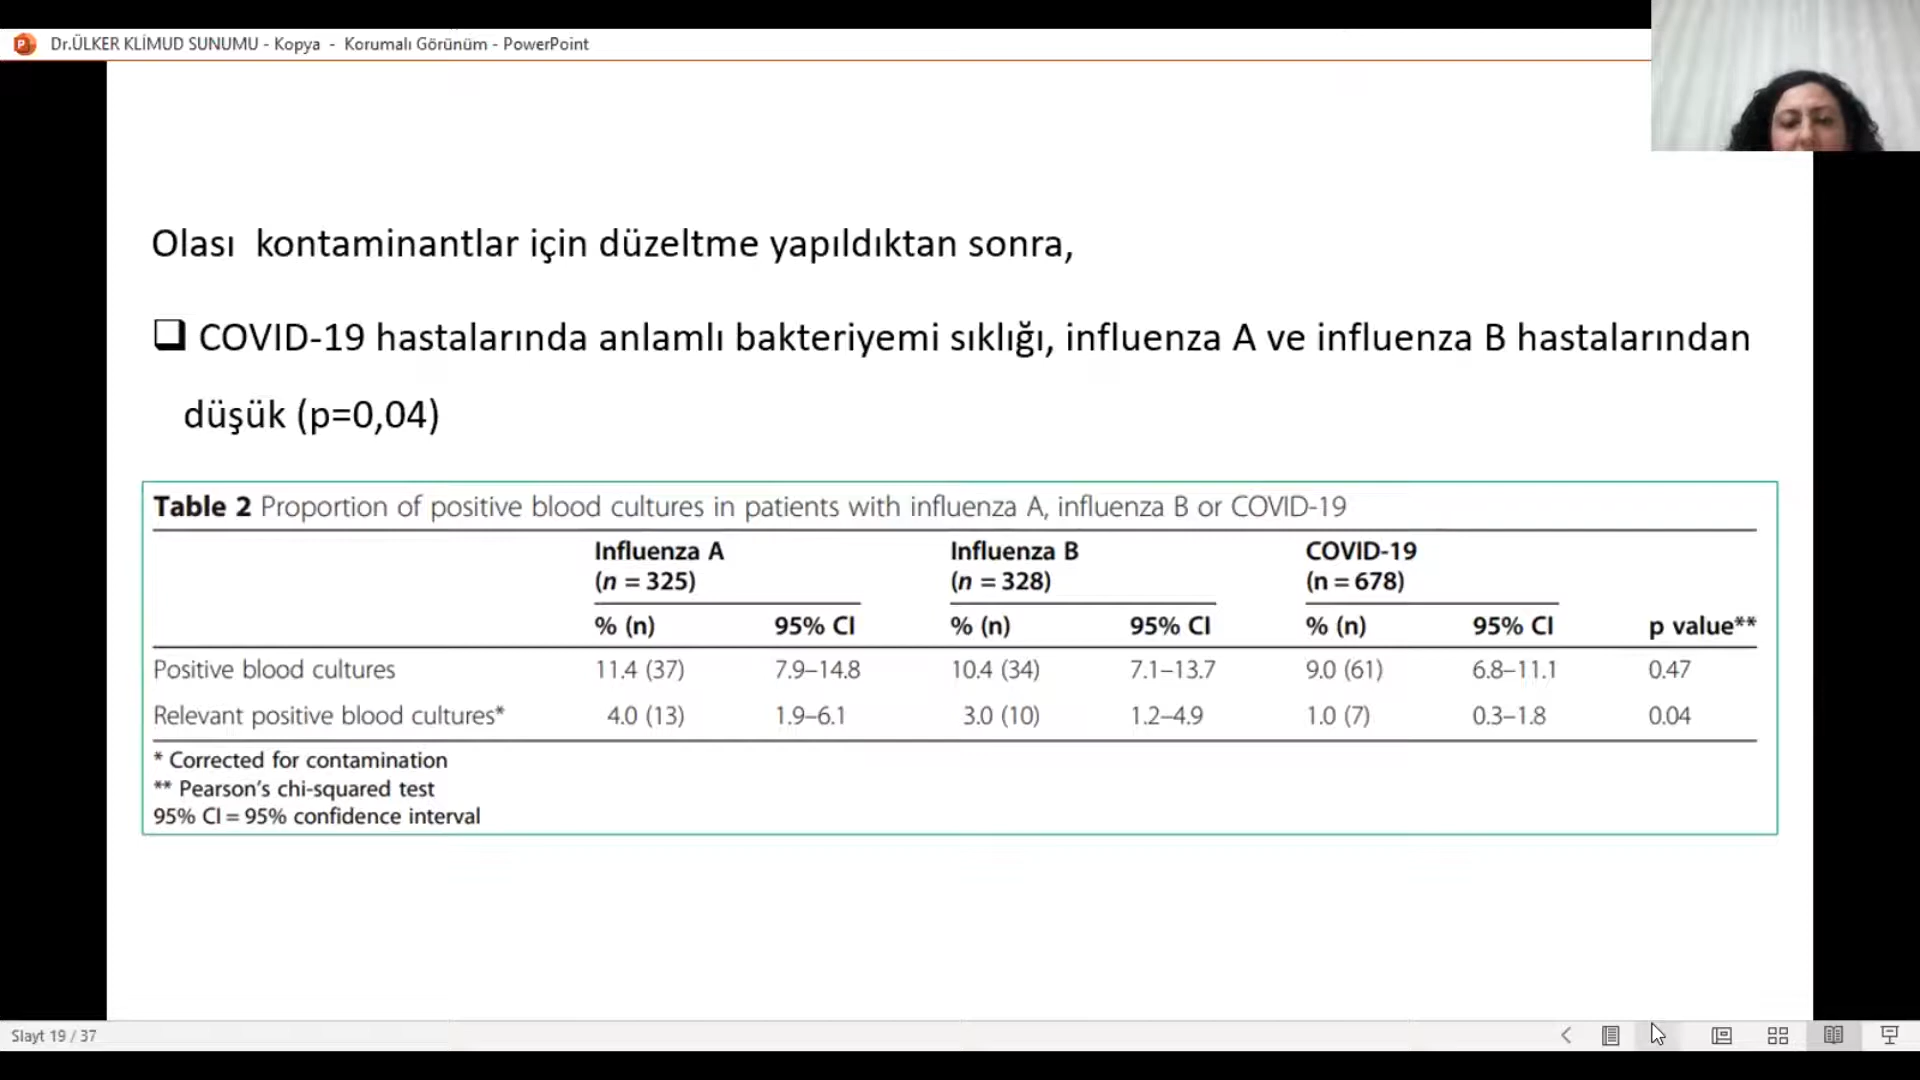 Dr.ÜLKER KLİMUD SUNUMU - Kopya - Korumalı Görünüm - PowerPoint
Olası kontaminantlar için düzeltme yapıldıktan sonra,
❑ COVID-19 hastalarında anlamlı bakteriyemi sıklığı, influenza A ve influenza B hastalarından
düşük (p=0,04)
Table 2 Proportion of positive blood cultures in patients with influenza A, influenza B or COVID-19
Influenza A Influenza B COVID-19
(n = 325) (n = 328) (n = 678)
% (n) 95% CI % (n) 95% CI % (n) 95% CI p value**
Positive blood cultures 11.4 (37) 7.9–14.8 10.4 (34) 7.1–13.7 9.0 (61) 6.8–11.1 0.47
Relevant positive blood cultures* 4.0 (13) 1.9–6.1 3.0 (10) 1.2–4.9 1.0 (7) 0.3–1.8 0.04
* Corrected for contamination
** Pearson's chi-squared test
95% CI = 95% confidence interval
Slayt 19 / 37